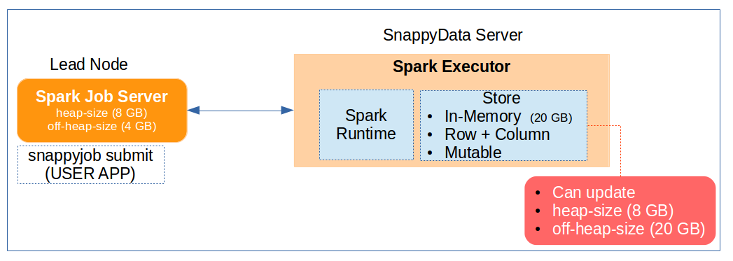 SnappyData Server
Lead Node
Spark Executor
Spark Job Server
heap-size (8 GB)
off-heap-size (4 GB)
snappyjob submit
(USER APP)
Spark
Runtime
Store
• In-Memory (20 GB)
• Row + Column
• Mutable
• Can update
• heap-size (8 GB)
• off-heap-size (20 GB)